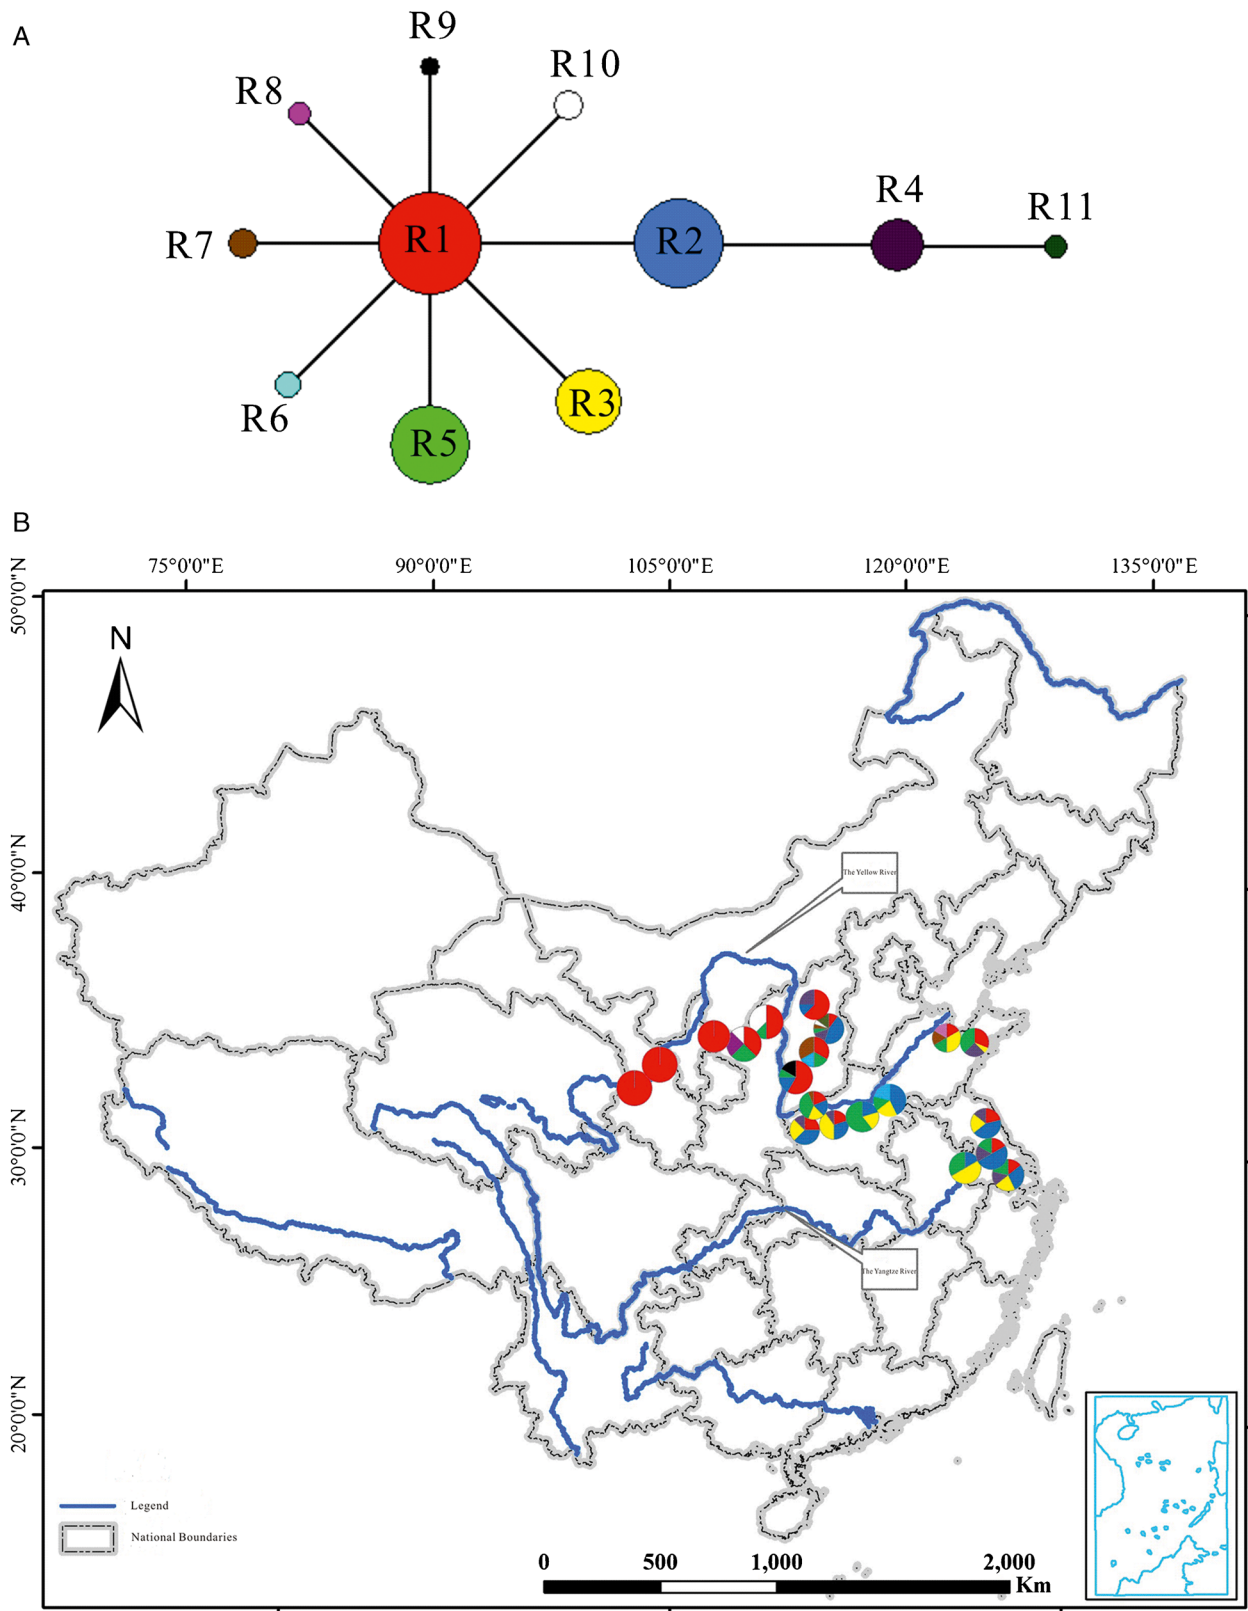 A
R9
R10
R8
R4
R11
R7
R1
R2
R6
R5
R3
B
75°0'0"E
90°0'0"E
105°0'0"E
120°0'0"E
135°0'0"E
50°0'0"N
40°0'0"N
30°0'0"N
20°0'0"N
N
The Yellow River
The Yangtze River
Legend
National Boundaries
0
500
1,000
2,000
Km